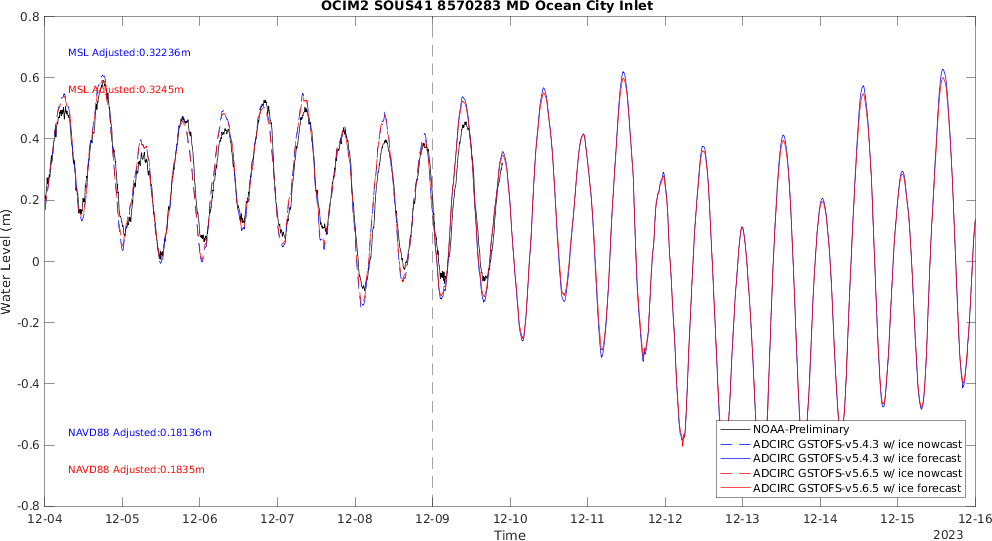 OCIM2 SOUS41 8570283 MD Ocean City Inlet
MSL Adjusted:0.32236m
MSL Adjusted:0.3245m
NAVD88 Adjusted:0.18136m
NAVD88 Adjusted:0.1835m
Water Level (m)
0.8
0.6
0.4
0.2
0
-0.2
-0.4
-0.6
-0.8
NOAA-Preliminary
ADCIRC GSTOFS-v5.4.3 w/ ice nowcast
ADCIRC GSTOFS-v5.4.3 w/ ice forecast
ADCIRC GSTOFS-v5.6.5 w/ ice nowcast
ADCIRC GSTOFS-v5.6.5 w/ ice forecast
12-04 12-05 12-06 12-07 12-08 12-09 12-10 12-11 12-12 12-13 12-14 12-15 12-16
Time
2023